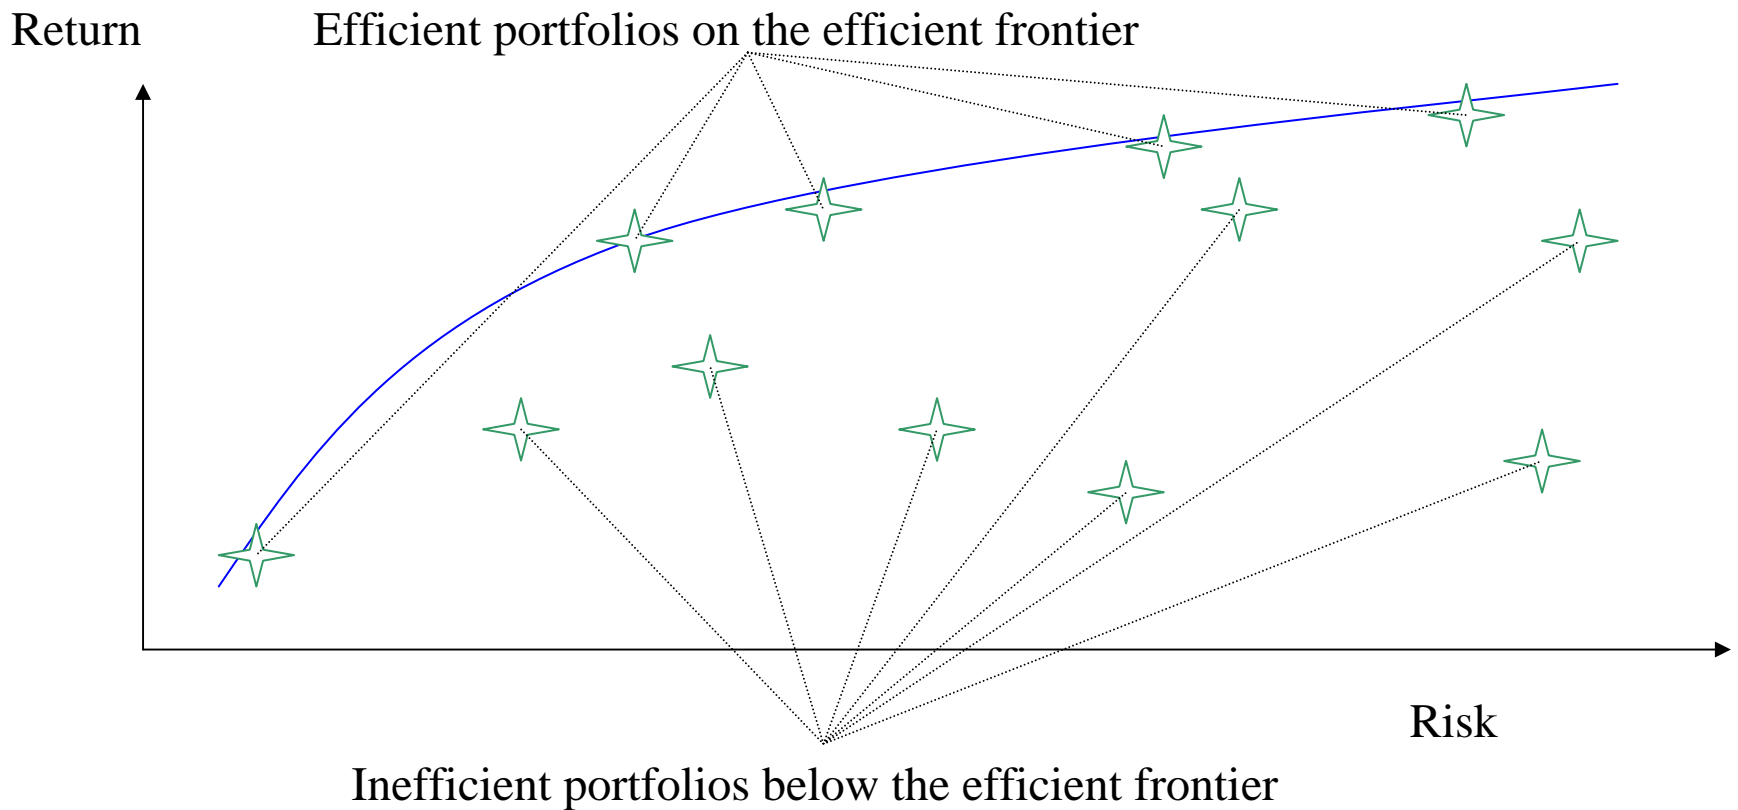 Return
Efficient portfolios on the efficient frontier
Risk
Inefficient portfolios below the efficient frontier